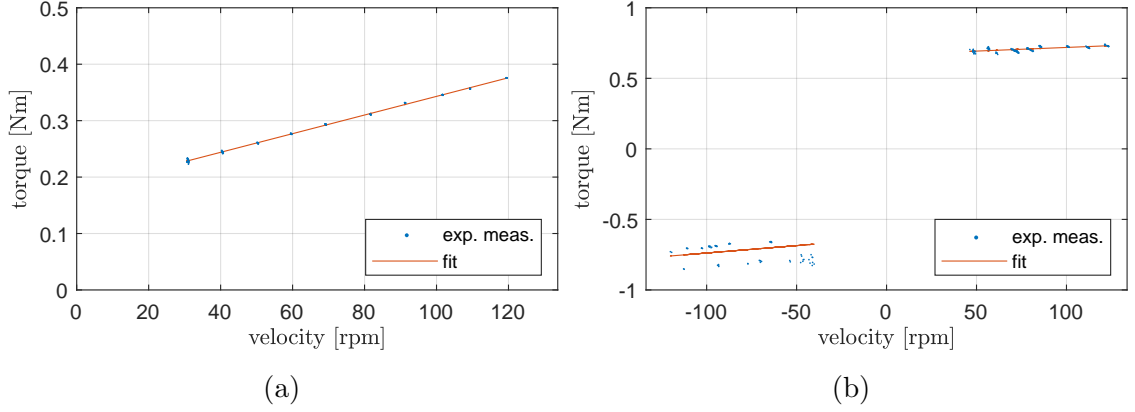 0.5
0.4
0.3
0.2
0.1
0
torque [Nm]
0 20 40 60 80 100 120
velocity [rpm]
exp. meas.
fit
(a)
1
0.5
0
-0.5
-1
torque [Nm]
-100 -50 0 50 100
velocity [rpm]
exp. meas.
fit
(b)